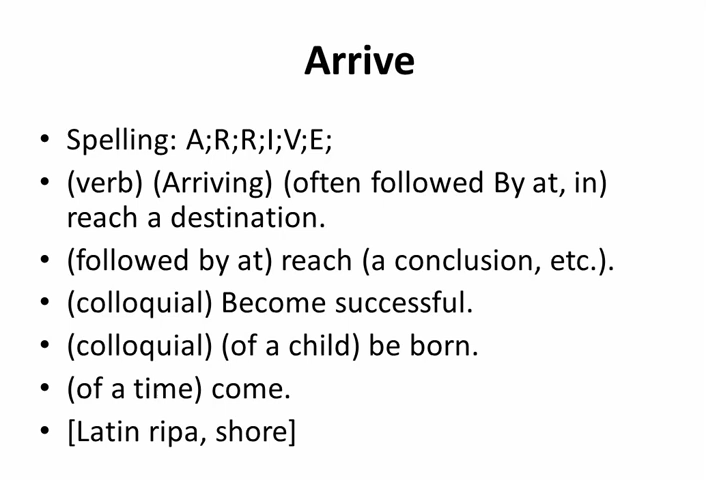 Arrive
• Spelling: A;R;R;I;V;E;
• (verb) (Arriving) (often followed By at, in)
reach a destination.
• (followed by at) reach (a conclusion, etc.).
• (colloquial) Become successful.
• (colloquial) (of a child) be born.
• (of a time) come.
• [Latin ripa, shore]